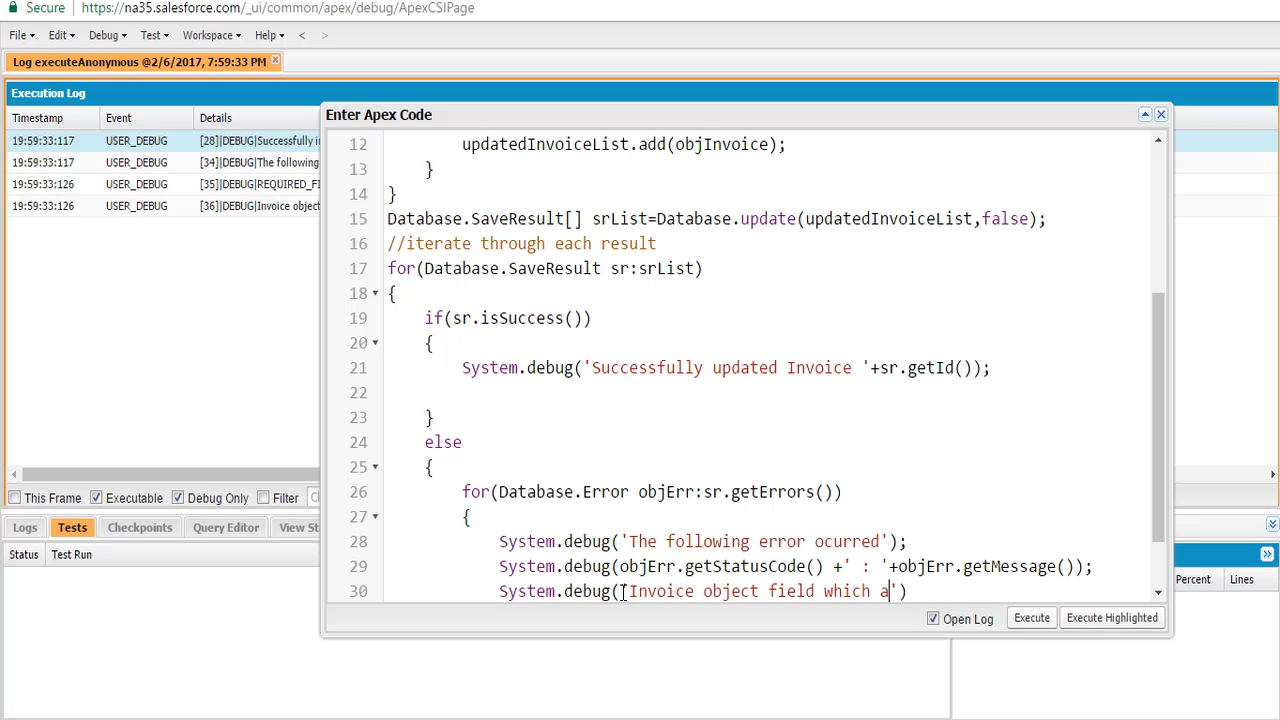 Secure https://na35.salesforce.com/_ui/common/apex/debug/ApexCSIPage
File Edit Debug Test Workspace Help < >
Log executeAnonymous @2/6/2017, 7:59:33 PM
Execution Log
Timestamp Event Details
19:59:33:117 USER_DEBUG [28]|DEBUG|Successfully i
19:59:33:117 USER_DEBUG [34]|DEBUG|The following
19:59:33:126 USER_DEBUG [35]|DEBUG|REQUIRED_FI
19:59:33:126 USER_DEBUG [36]|DEBUG|Invoice object
Enter Apex Code
12 updatedInvoiceList.add(objInvoice);
13 }
14 }
15 Database.SaveResult[] srList=Database.update(updatedInvoiceList,false);
16 //iterate through each result
17 for(Database.SaveResult sr:srList)
18 {
19 if(sr.isSuccess())
20 {
21 System.debug('Successfully updated Invoice '+sr.getId());
22
23 }
24 else
25 {
26 for(Database.Error objErr:sr.getErrors())
27 {
28 System.debug('The following error ocurred');
29 System.debug(objErr.getStatusCode() +' : '+objErr.getMessage());
30 System.debug('Invoice object field which a')
Open Log Execute Execute Highlighted
This Frame Executable Debug Only Filter
Logs Tests Checkpoints Query Editor View St
Status Test Run
Percent Lines